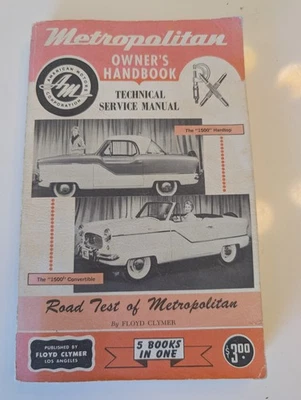 Metropolitan
OWNER'S
HANDBOOK
AMERICAN MOTORS
AM
CORPORATION
TECHNICAL
SERVICE MANUAL
The "1500" Hardtop
The "1500" Convertible
Road Test of Metropolitan
By FLOYD CLYMER
PUBLISHED BY
FLOYD CLYMER
LOS ANGELES
5 BOOKS
IN ONE
$3.00